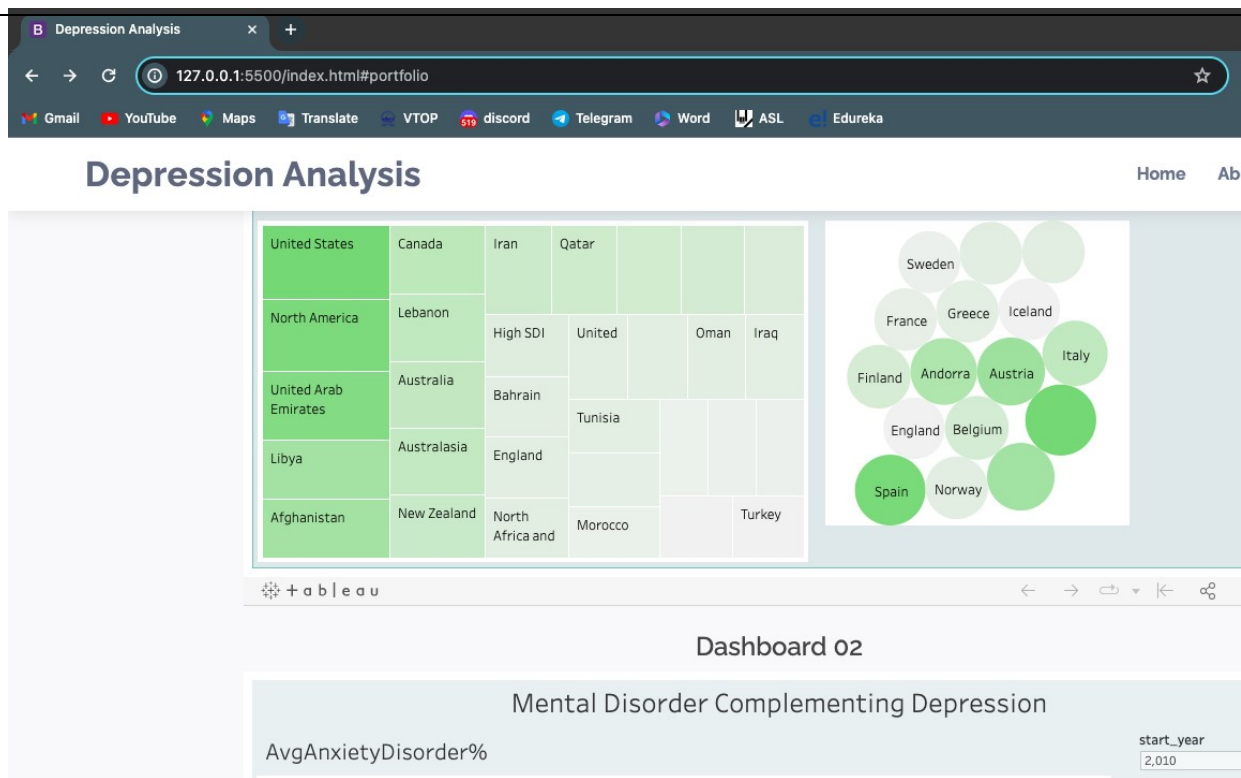 B Depression Analysis × +
127.0.0.1:5500/index.html#portfolio
Gmail YouTube Maps Translate VTOP 519 discord Telegram Word ASL e! Edureka
Depression Analysis
Home Ab
United States
North America
United Arab
Emirates
Libya
Afghanistan
Canada
Lebanon
Australia
Australasia
New Zealand
Iran
Qatar
High SDI
Bahrain
England
North
Africa and
United
Oman
Iraq
Tunisia
Morocco
Turkey
Sweden
France
Greece
Iceland
Italy
Finland
Andorra
Austria
England
Belgium
Spain
Norway
+ableau
Dashboard 02
Mental Disorder Complementing Depression
AvgAnxietyDisorder%
start_year
2,010